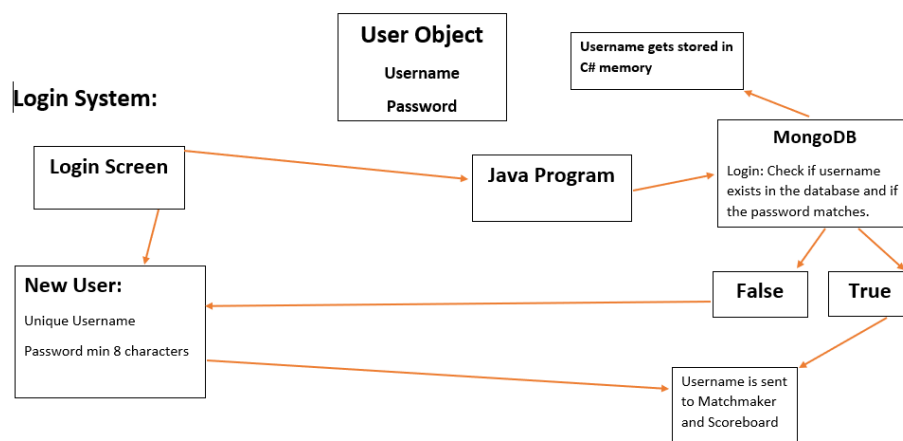 User Object
Username
Password
Username gets stored in
C# memory
Login System:
Login Screen
Java Program
MongoDB
Login: Check if username
exists in the database and if
the password matches.
New User:
Unique Username
Password min 8 characters
False
True
Username is sent
to Matchmaker
and Scoreboard